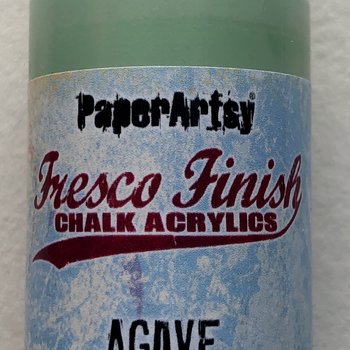 PaperArtsy
Fresco Finish
CHALK ACRYLICS
AGAVE